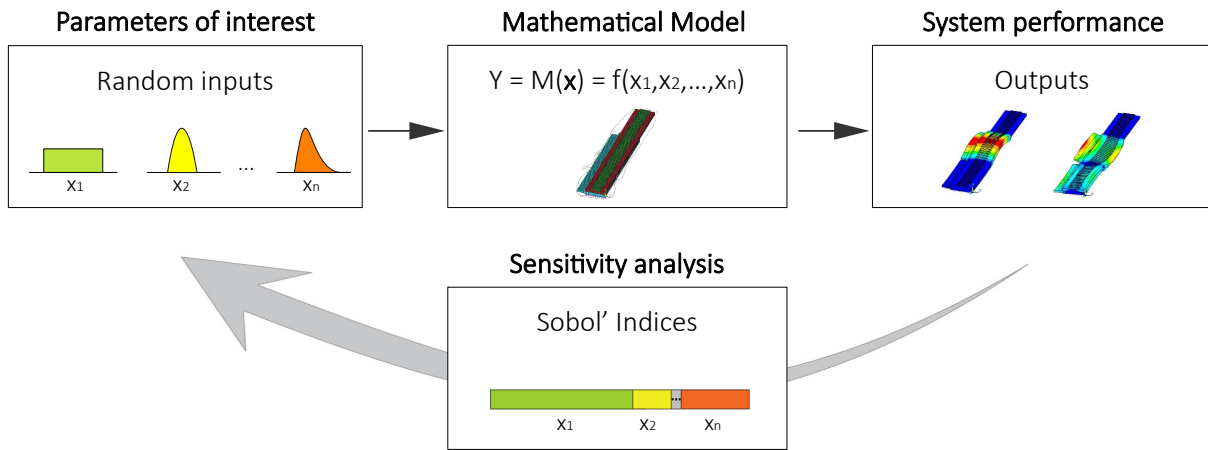 Parameters of interest
Random inputs
x1
x2
...
xn
Mathematical Model
Y = M(x) = f(x1,x2,...,xn)
System performance
Outputs
Sensitivity analysis
Sobol’ Indices
...
x1
x2
xn